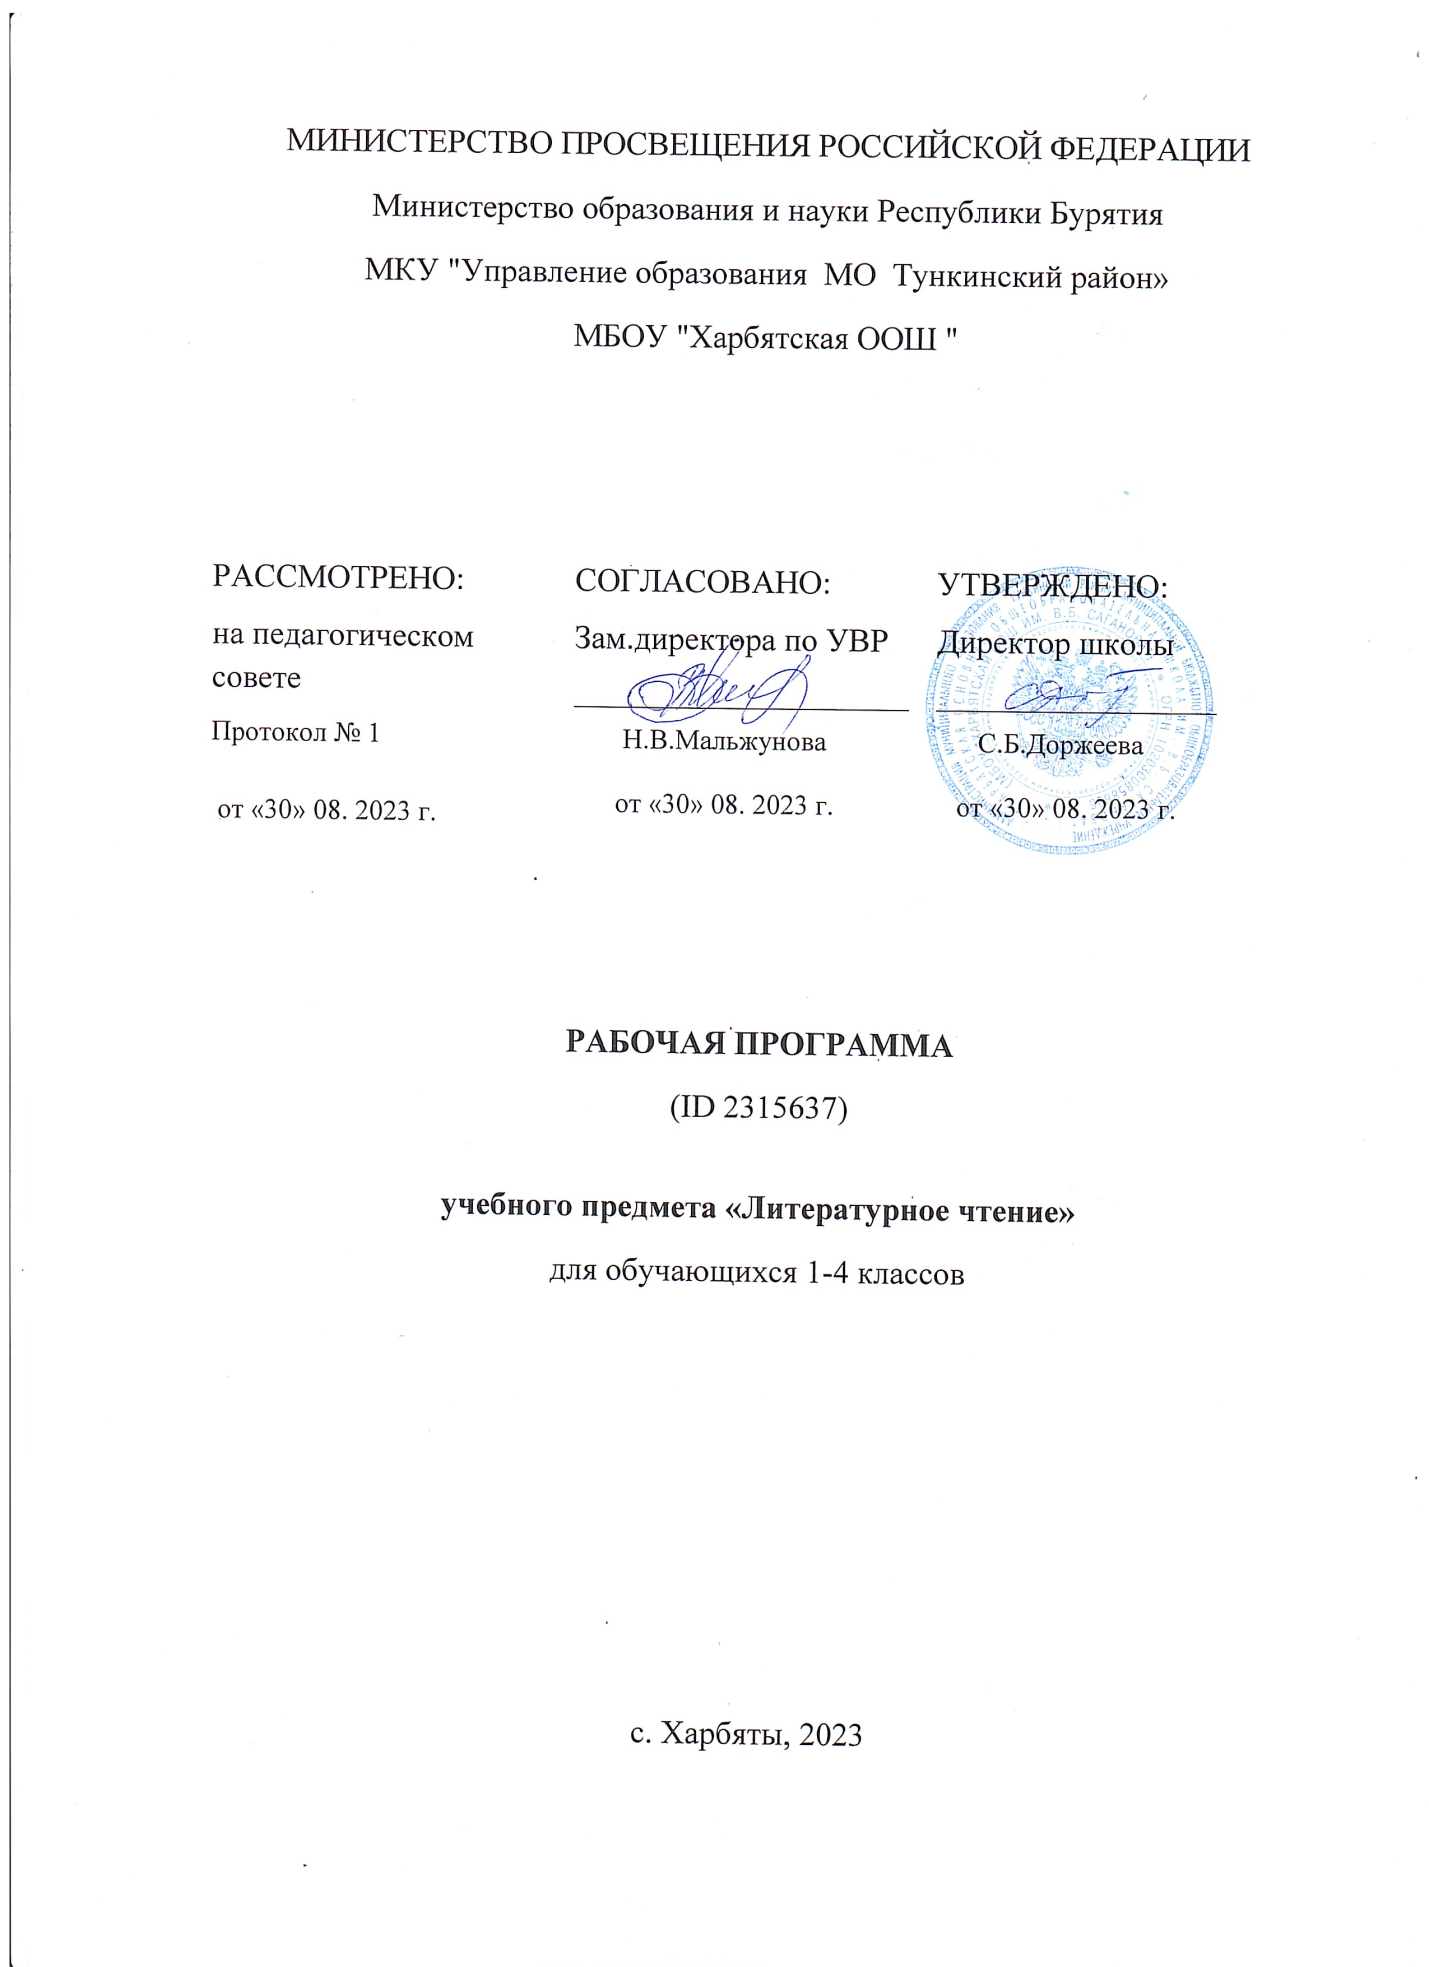 МИНИСТЕРСТВО ПРОСВЕЩЕНИЯ РОССИЙСКОЙ ФЕДЕРАЦИИ
Министерство образования и науки Республики Бурятия
МКУ "Управление образования МО Тункинский район»
МБОУ "Харбятская ООШ "
РАССМОТРЕНО:
на педагогическом
совете
Протокол № 1
от «30» 08. 2023 г.
СОГЛАСОВАНО:
Зам.директора по УВР
Н.В.Мальжунова
от «30» 08. 2023 г.
УТВЕРЖДЕНО:
Директор школы
С.Б.Доржеева
от «30» 08. 2023 г.
РАБОЧАЯ ПРОГРАММА
(ID 2315637)
учебного предмета «Литературное чтение»
для обучающихся 1-4 классов
с. Харбяты, 2023